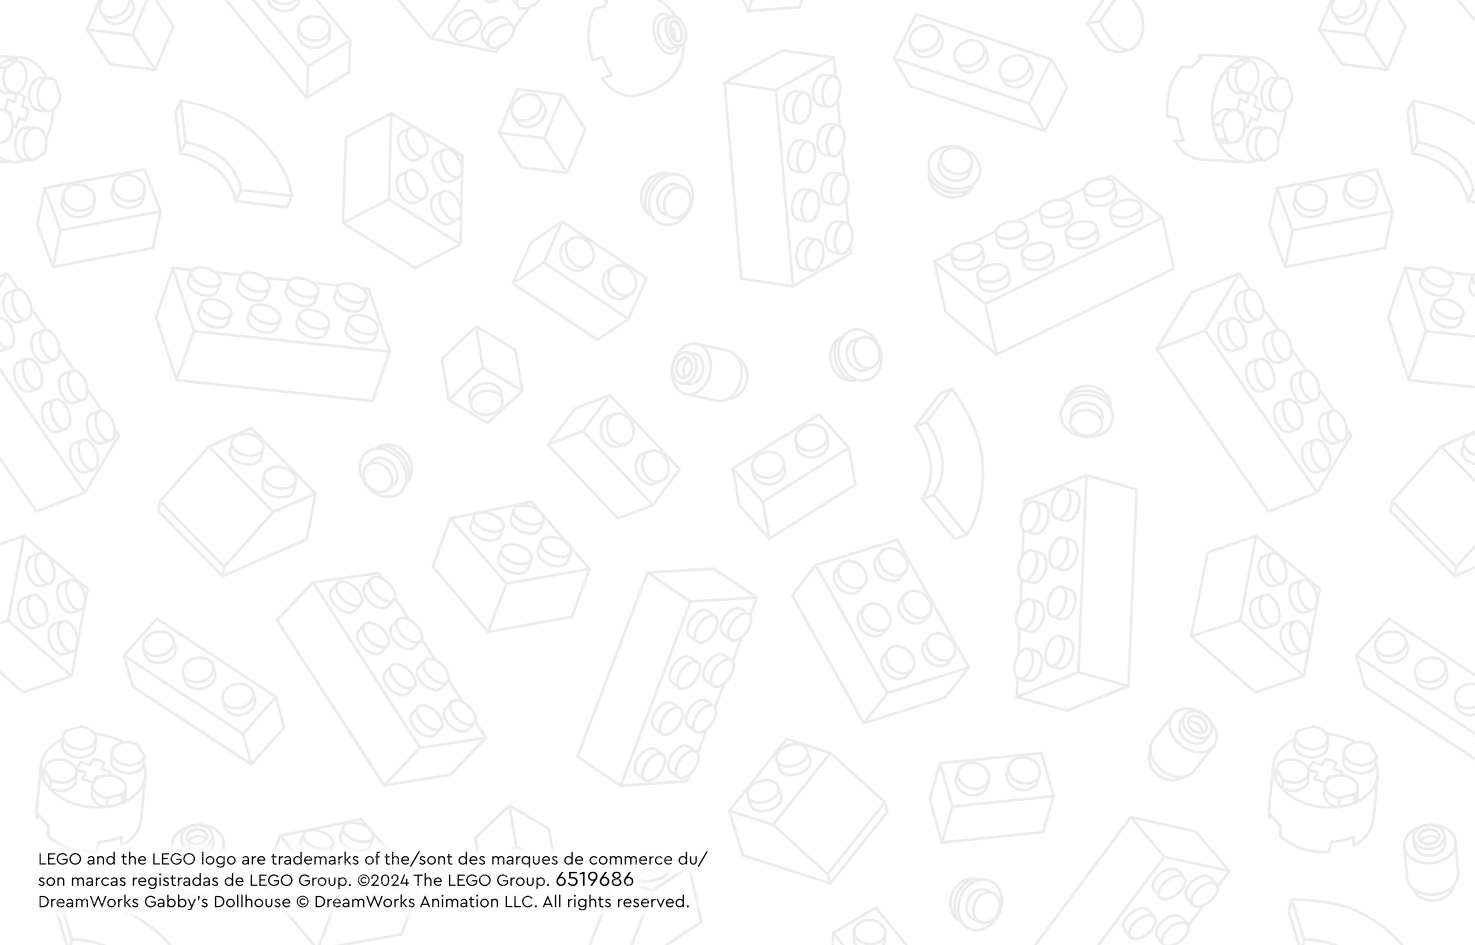 LEGO and the LEGO logo are trademarks of the/sont des marques de commerce du/
son marcas registradas de LEGO Group. ©2024 The LEGO Group. 6519686
DreamWorks Gabby's Dollhouse © DreamWorks Animation LLC. All rights reserved.